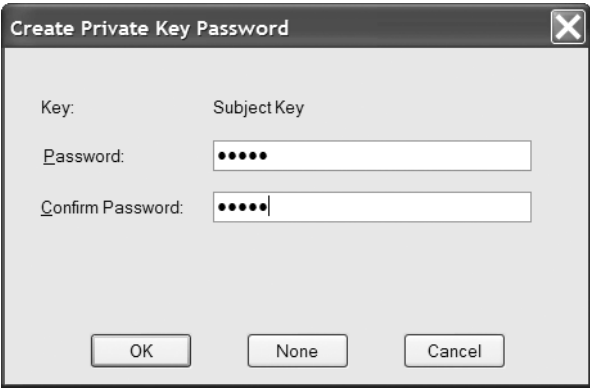 Create Private Key Password
Key: Subject Key
Password: •••••
Confirm Password: •••••
OK None Cancel